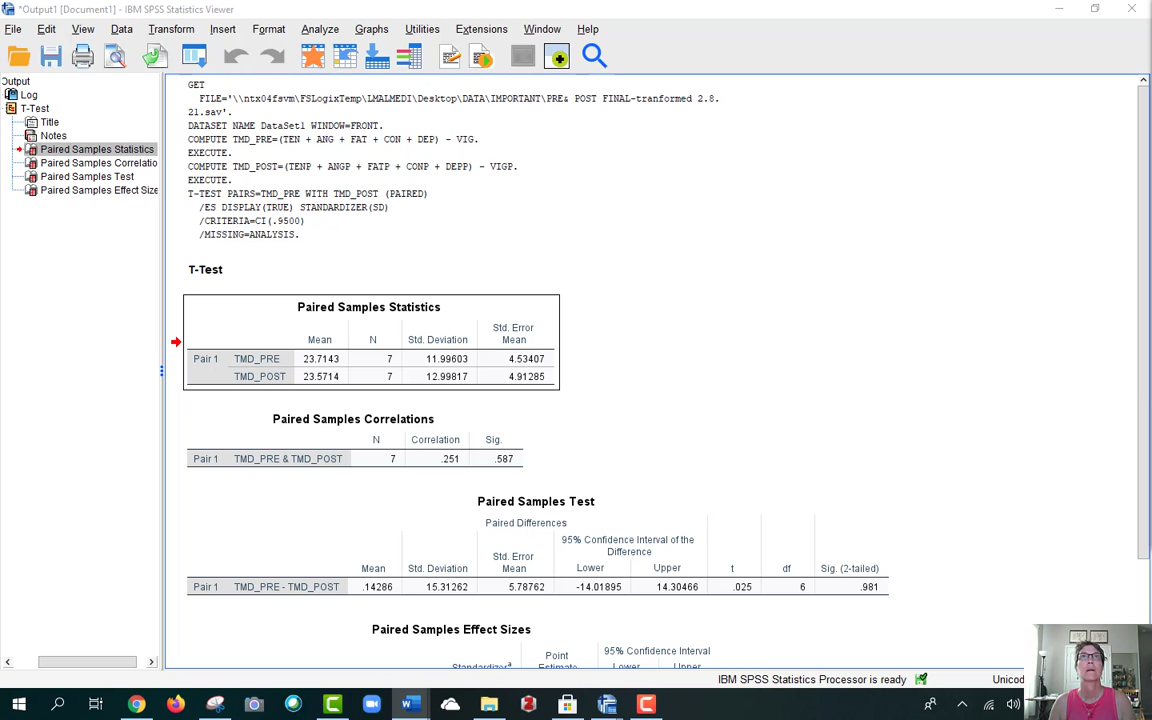 *Output1 [Document1] - IBM SPSS Statistics Viewer
File Edit View Data Transform Insert Format Analyze Graphs Utilities Extensions Window Help
Output
Log
T-Test
Title
Notes
Paired Samples Statistics
Paired Samples Correlatio
Paired Samples Test
Paired Samples Effect Size
GET
FILE='\\ntx04fsvm\FSLogixTemp\LMALMEDI\Desktop\DATA\IMPORTANT\PRE& POST FINAL-tranformed 2.8.
21.sav'.
DATASET NAME DataSet1 WINDOW=FRONT.
COMPUTE TMD_PRE=(TEN + ANG + FAT + CON + DEP) - VIG.
EXECUTE.
COMPUTE TMD_POST=(TENP + ANGP + FATP + CONP + DEPP) - VIGP.
EXECUTE.
T-TEST PAIRS=TMD_PRE WITH TMD_POST (PAIRED)
/ES DISPLAY(TRUE) STANDARDIZER(SD)
/CRITERIA=CI(.9500)
/MISSING=ANALYSIS.
T-Test
Paired Samples Statistics
Mean N Std. Deviation Std. Error Mean
Pair 1 TMD_PRE 23.7143 7 11.99603 4.53407
TMD_POST 23.5714 7 12.99817 4.91285
Paired Samples Correlations
N Correlation Sig.
Pair 1 TMD_PRE & TMD_POST 7 .251 .587
Paired Samples Test
Paired Differences
95% Confidence Interval of the Difference
Mean Std. Deviation Std. Error Mean Lower Upper t df Sig. (2-tailed)
Pair 1 TMD_PRE - TMD_POST .14286 15.31262 5.78762 -14.01895 14.30466 .025 6 .981
Paired Samples Effect Sizes
95% Confidence Interval
Standardizerᵃ Point Estimate Lower Upper
IBM SPSS Statistics Processor is ready Unicod